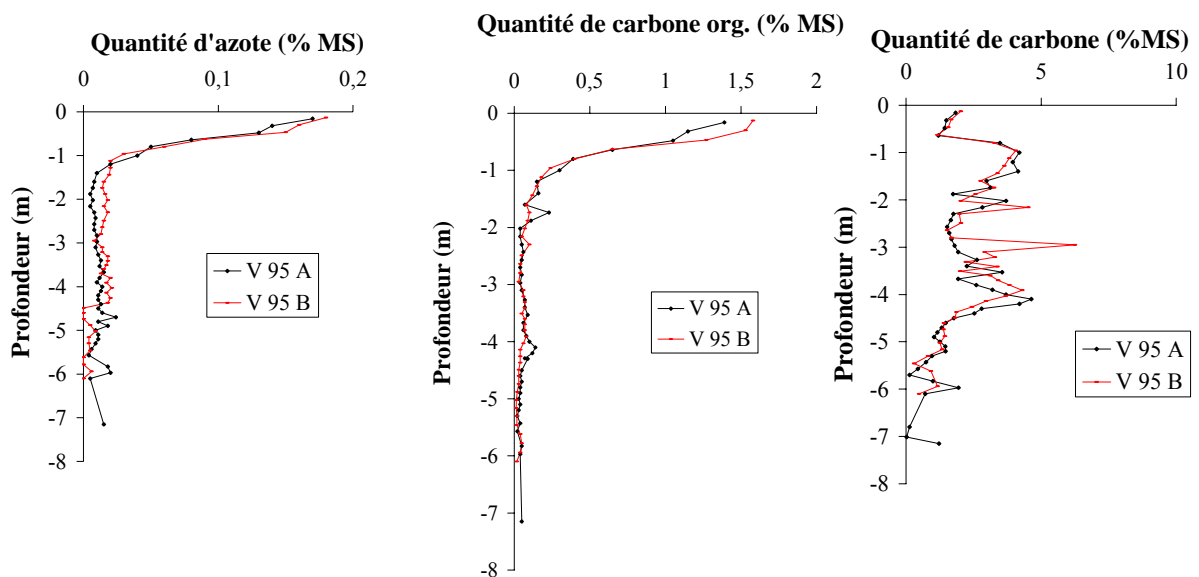 Quantité d'azote (% MS)
0 0,1 0,2
0
-1
-2
-3
-4
-5
-6
-7
-8
Profondeur (m)
V 95 A
V 95 B
Quantité de carbone org. (% MS)
0 0,5 1 1,5 2
0
-1
-2
-3
-4
-5
-6
-7
-8
Profondeur (m)
V 95 A
V 95 B
Quantité de carbone (%MS)
0 5 10
0
-1
-2
-3
-4
-5
-6
-7
-8
Profondeur (m)
V 95 A
V 95 B